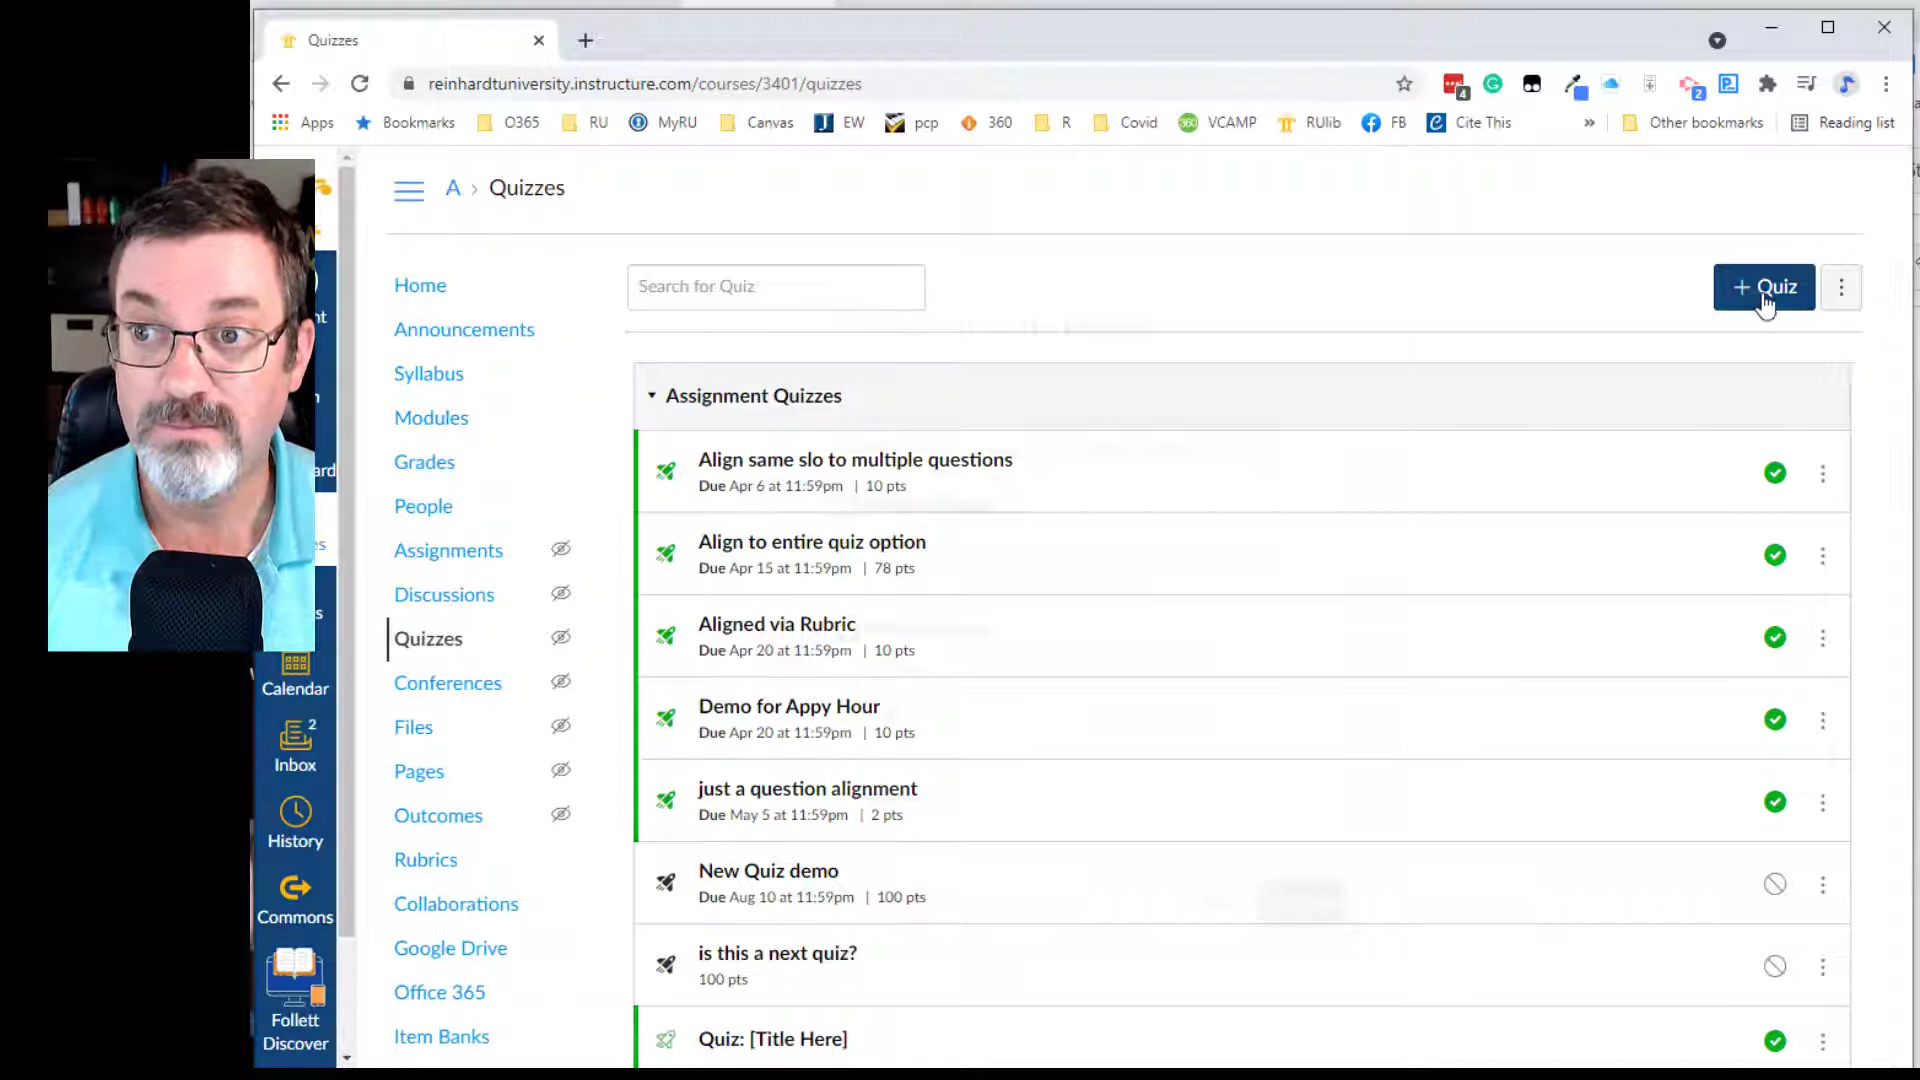 Quizzes
reinhardtuniversity.instructure.com/courses/3401/quizzes
4
2
Apps
Bookmarks
O365
RU
MyRU
Canvas
EW
pcp
360
R
Covid
VCAMP
RUlib
FB
Cite This
»
Other bookmarks
Reading list
A › Quizzes
Home
Announcements
Syllabus
Modules
Grades
People
Assignments
Discussions
Quizzes
Conferences
Files
Pages
Outcomes
Rubrics
Collaborations
Google Drive
Office 365
Item Banks
Calendar
2
Inbox
History
Commons
Follett
Discover
Search for Quiz
+ Quiz
Assignment Quizzes
Align same slo to multiple questions
Due Apr 6 at 11:59pm | 10 pts
Align to entire quiz option
Due Apr 15 at 11:59pm | 78 pts
Aligned via Rubric
Due Apr 20 at 11:59pm | 10 pts
Demo for Appy Hour
Due Apr 20 at 11:59pm | 10 pts
just a question alignment
Due May 5 at 11:59pm | 2 pts
New Quiz demo
Due Aug 10 at 11:59pm | 100 pts
is this a next quiz?
100 pts
Quiz: [Title Here]